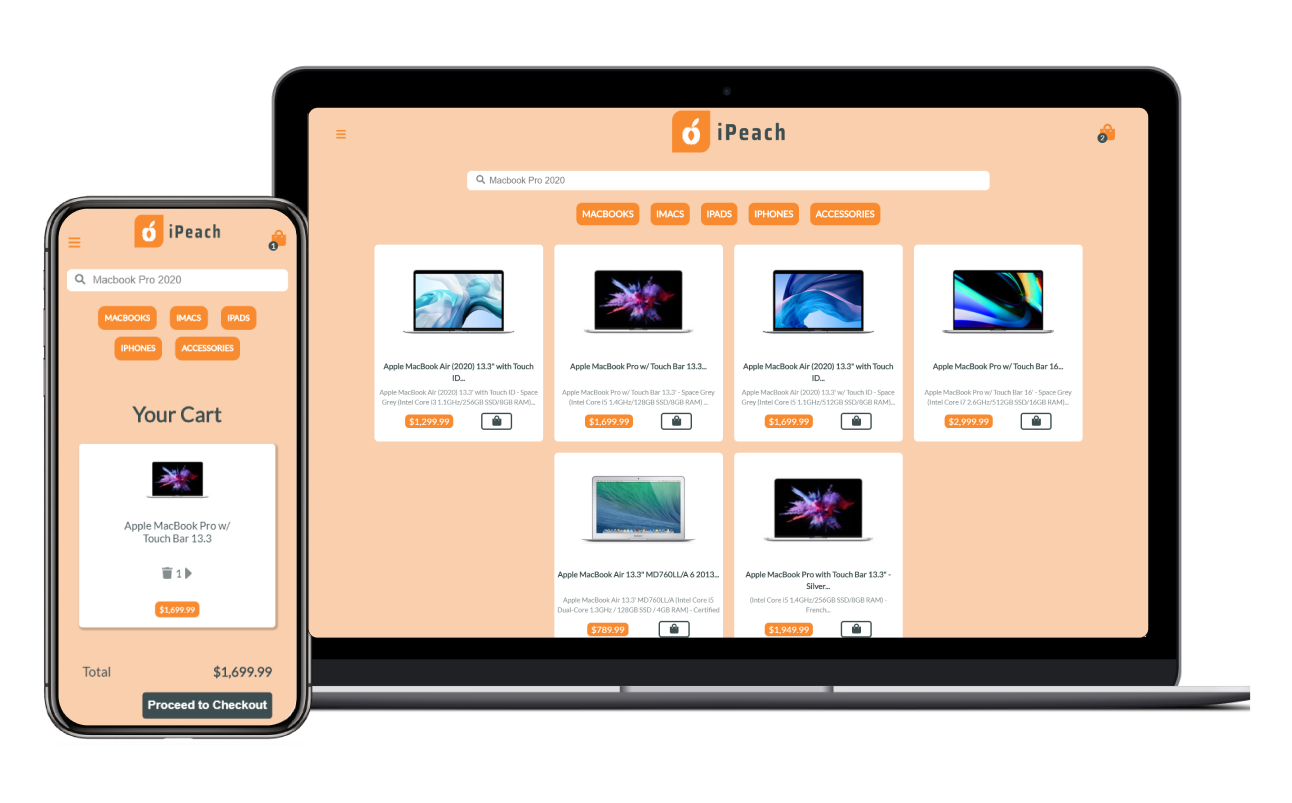 iPeach
1
Macbook Pro 2020
MACBOOKS
IMACS
IPADS
IPHONES
ACCESSORIES
Your Cart
Apple MacBook Pro w/
Touch Bar 13.3
1
$1,699.99
Total
$1,699.99
Proceed to Checkout
iPeach
2
Macbook Pro 2020
MACBOOKS
IMACS
IPADS
IPHONES
ACCESSORIES
Apple MacBook Air (2020) 13.3" with Touch
ID...
Apple MacBook Air (2020) 13.3' with Touch ID - Space
Grey (Intel Core I3 1.1GHz/256GB SSD/8GB RAM)...
$1,299.99
Apple MacBook Pro w/ Touch Bar 13.3...
Apple MacBook Pro w/ Touch Bar 13.3' - Space Grey
(Intel Core I5 1.4GHz/128GB SSD/8GB RAM) ...
$1,699.99
Apple MacBook Air (2020) 13.3" with Touch
ID...
Apple MacBook Air (2020) 13.3' w/ Touch ID - Space
Grey (Intel Core I5 1.1GHz/512GB SSD/8GB RAM)...
$1,699.99
Apple MacBook Pro w/ Touch Bar 16...
Apple MacBook Pro w/ Touch Bar 16' - Space Grey
(Intel Core I7 2.6GHz/512GB SSD/16GB RAM)...
$2,999.99
Apple MacBook Air 13.3" MD760LL/A 6 2013...
Apple MacBook Air 13.3' MD760LL/A (Intel Core I5
Dual-Core 1.3GHz / 128GB SSD / 4GB RAM) - Certified
$789.99
Apple MacBook Pro with Touch Bar 13.3" -
Silver...
(Intel Core I5 1.4GHz/256GB SSD/8GB RAM) -
French...
$1,949.99